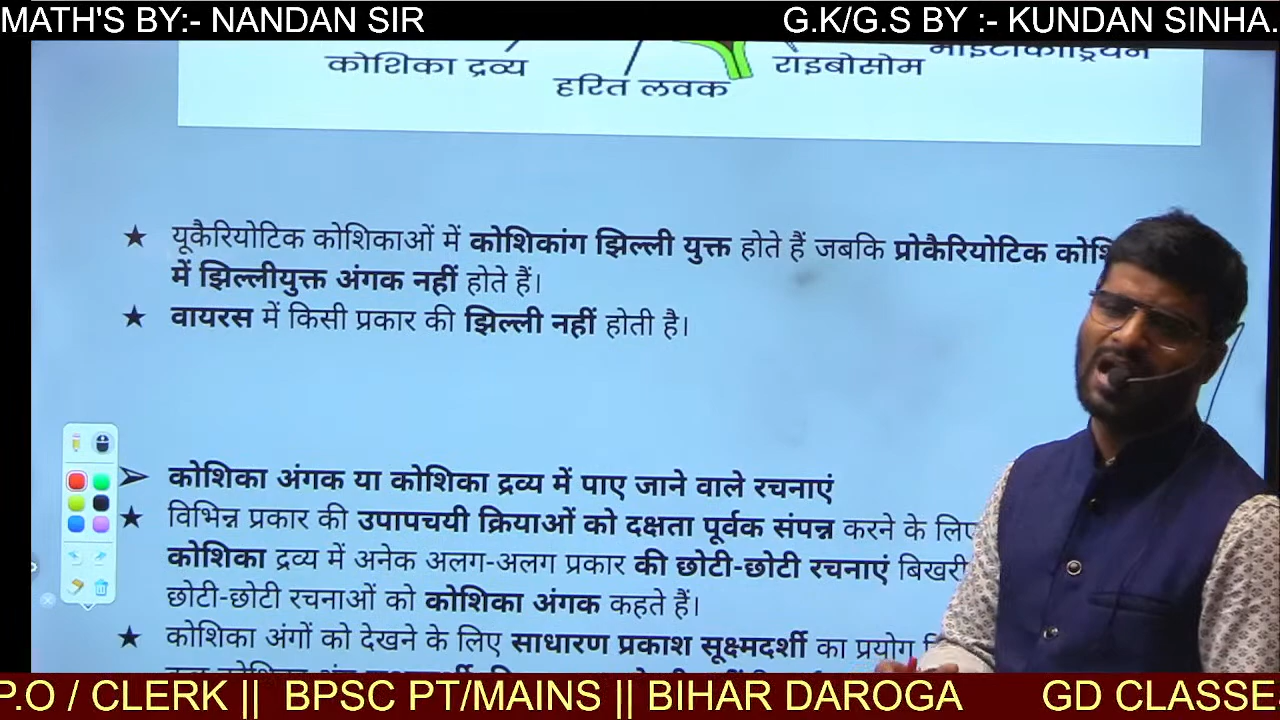 MATH'S BY:- NANDAN SIR
G.K/G.S BY :- KUNDAN SINHA.
कोशिका द्रव्य
हरित लवक
राइबोसोम
माइटोकॉड्रियन
★ यूकैरियोटिक कोशिकाओं में कोशिकांग झिल्ली युक्त होते हैं जबकि प्रोकैरियोटिक
में झिल्लीयुक्त अंगक नहीं होते हैं।
★ वायरस में किसी प्रकार की झिल्ली नहीं होती है।
➢ कोशिका अंगक या कोशिका द्रव्य में पाए जाने वाले रचनाएं
★ विभिन्न प्रकार की उपापचयी क्रियाओं को दक्षता पूर्वक संपन्न करने के लिए
कोशिका द्रव्य में अनेक अलग-अलग प्रकार की छोटी-छोटी रचनाएं बिखरी
छोटी-छोटी रचनाओं को कोशिका अंगक कहते हैं।
★ कोशिका अंगों को देखने के लिए साधारण प्रकाश सूक्ष्मदर्शी का प्रयोग
P.O / CLERK || BPSC PT/MAINS || BIHAR DAROGA GD CLASSE